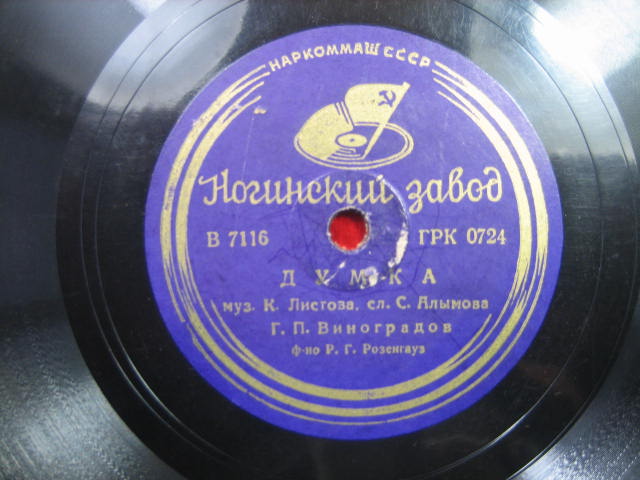 НАРКОММАШ СССР
Ногинский завод
В 7116 ГРК 0724
муз. К. Листова, сл. С. Алымова
Г. П. Виноградов
ф-но Р. Г. Розенгауз